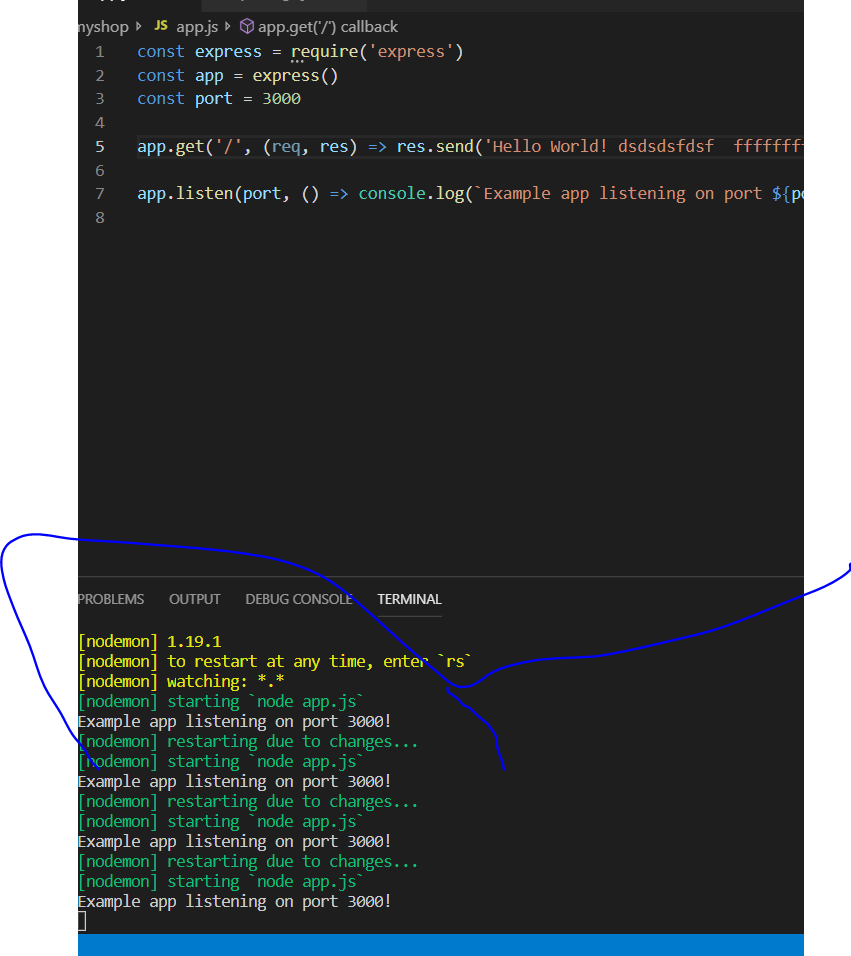 myshop JS app.js app.get('/') callback
1 const express = require('express')
2 const app = express()
3 const port = 3000
4
5 app.get('/', (req, res) => res.send('Hello World! dsdsdsfdsf ffffffff
6
7 app.listen(port, () => console.log(`Example app listening on port ${po
8
PROBLEMS OUTPUT DEBUG CONSOLE TERMINAL
[nodemon] 1.19.1
[nodemon] to restart at any time, enter `rs`
[nodemon] watching: *.*
[nodemon] starting `node app.js`
Example app listening on port 3000!
[nodemon] restarting due to changes...
[nodemon] starting `node app.js`
Example app listening on port 3000!
[nodemon] restarting due to changes...
[nodemon] starting `node app.js`
Example app listening on port 3000!
[nodemon] restarting due to changes...
[nodemon] starting `node app.js`
Example app listening on port 3000!